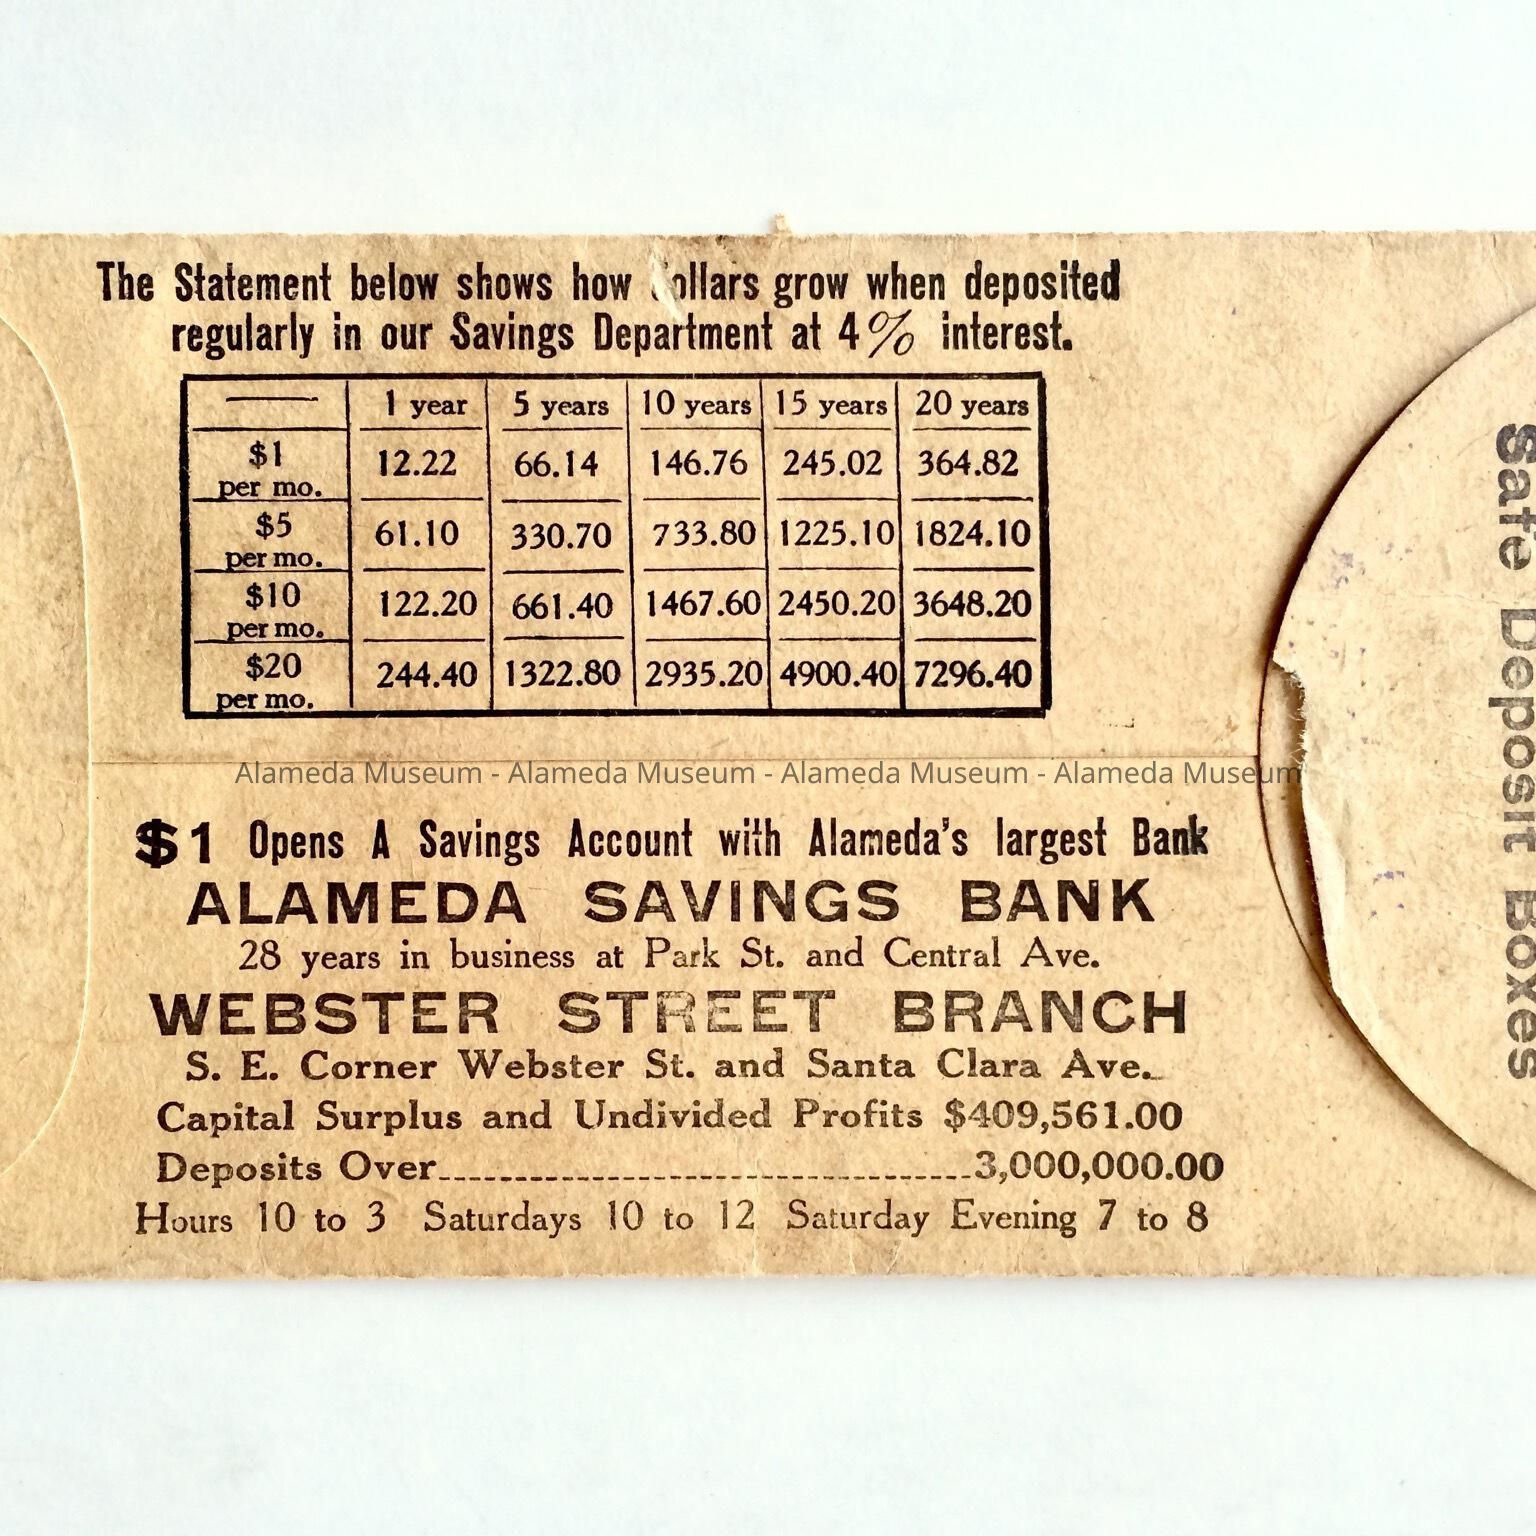 The Statement below shows how ollars grow when deposited
regularly in our Savings Department at 4% interest.
1 year 5 years 10 years 15 years 20 years
$1 per mo. 12.22 66.14 146.76 245.02 364.82
$5 per mo. 61.10 330.70 733.80 1225.10 1824.10
$10 per mo. 122.20 661.40 1467.60 2450.20 3648.20
$20 per mo. 244.40 1322.80 2935.20 4900.40 7296.40
Alameda Museum - Alameda Museum - Alameda Museum - Alameda Museum
$1 Opens A Savings Account with Alameda's largest Bank
ALAMEDA SAVINGS BANK
28 years in business at Park St. and Central Ave.
WEBSTER STREET BRANCH
S. E. Corner Webster St. and Santa Clara Ave.
Capital Surplus and Undivided Profits $409,561.00
Deposits Over 3,000,000.00
Hours 10 to 3 Saturdays 10 to 12 Saturday Evening 7 to 8
Safe Deposit Boxes